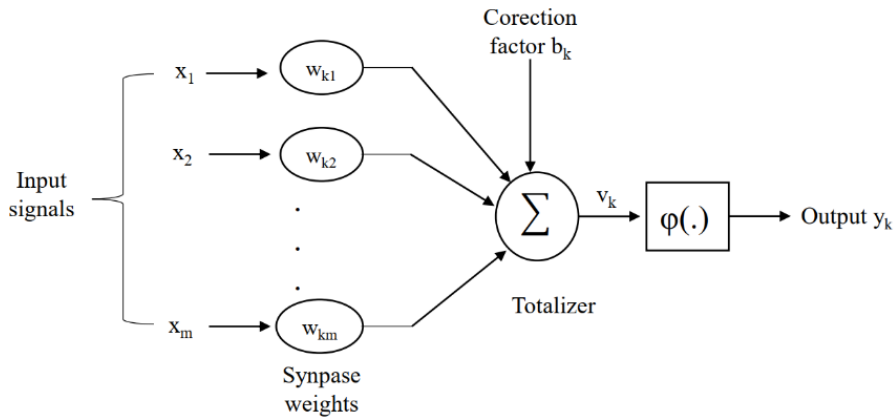 Corection
factor b_k
x_1
w_k1
x_2
w_k2
Input
signals
.
.
.
Σ
v_k
φ(.)
Output y_k
Totalizer
x_m
w_km
Synpase
weights